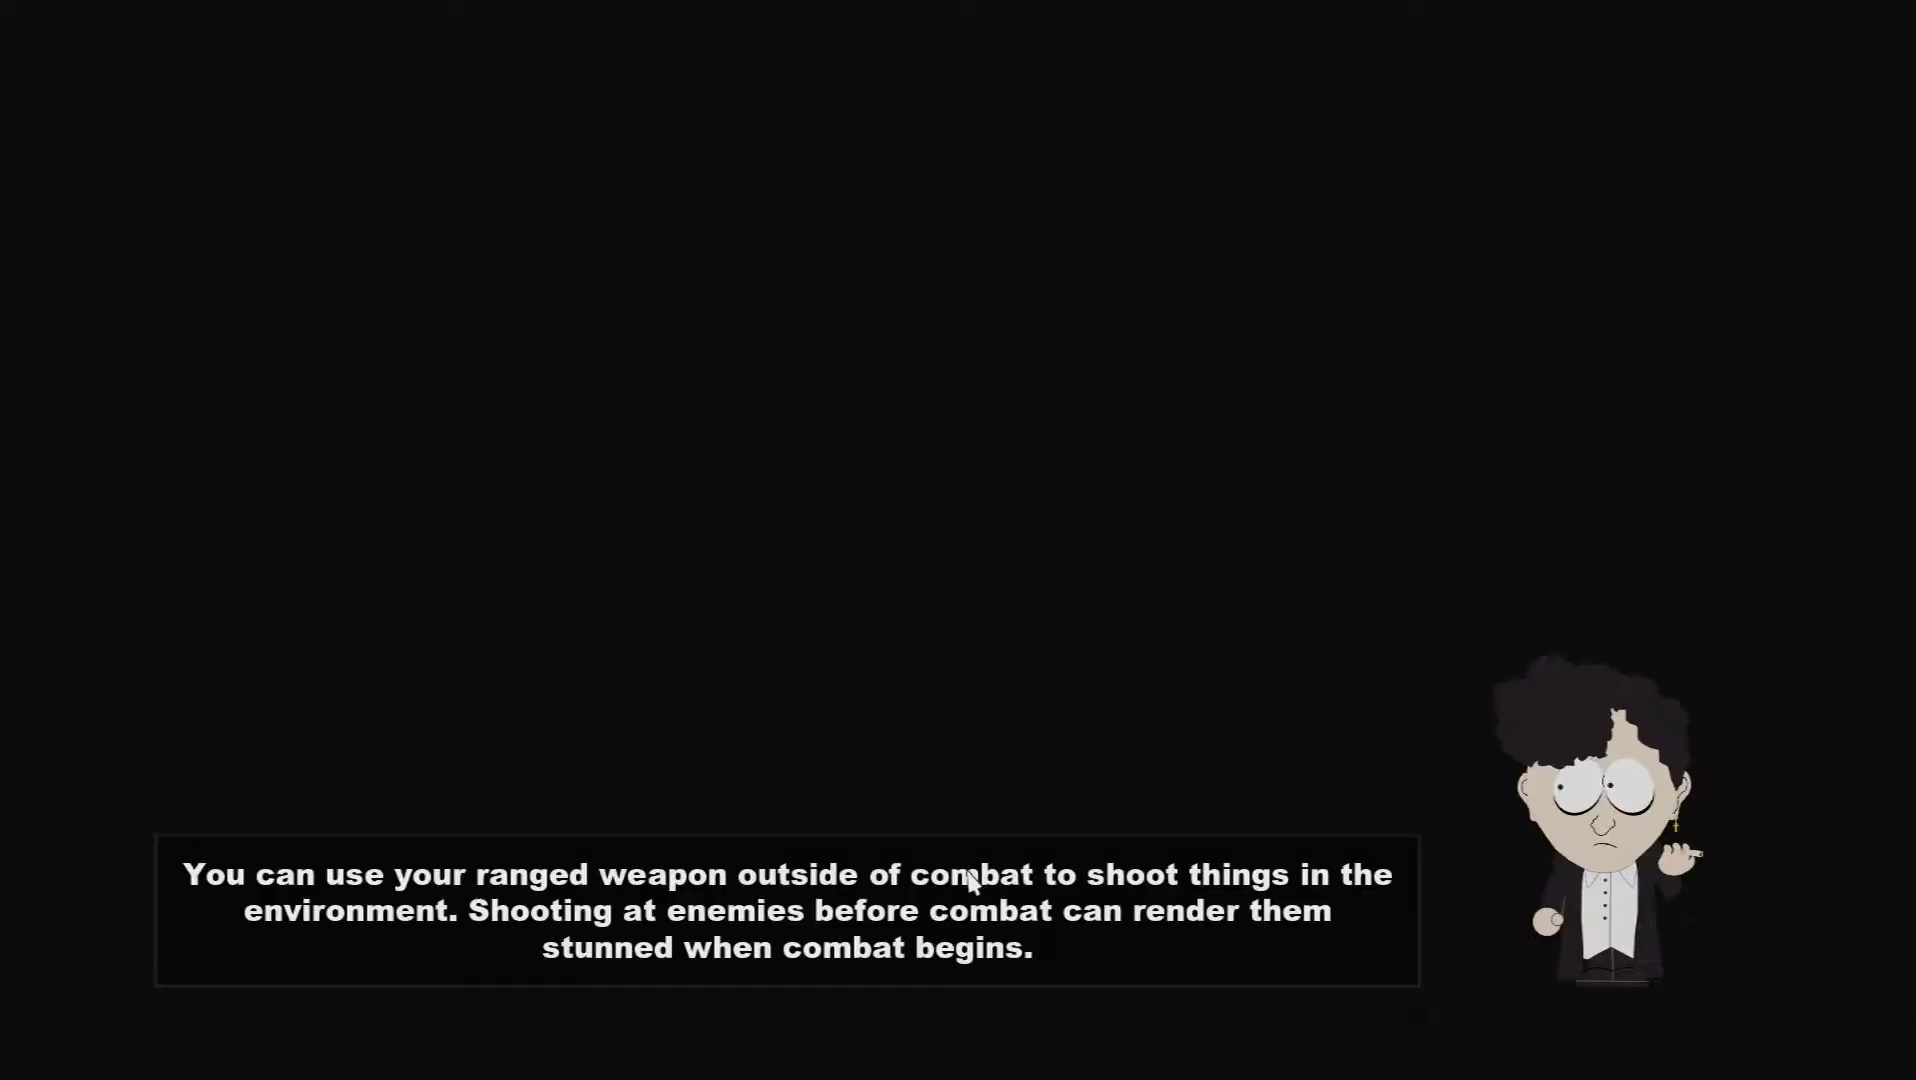 You can use your ranged weapon outside of combat to shoot things in the
environment. Shooting at enemies before combat can render them
stunned when combat begins.